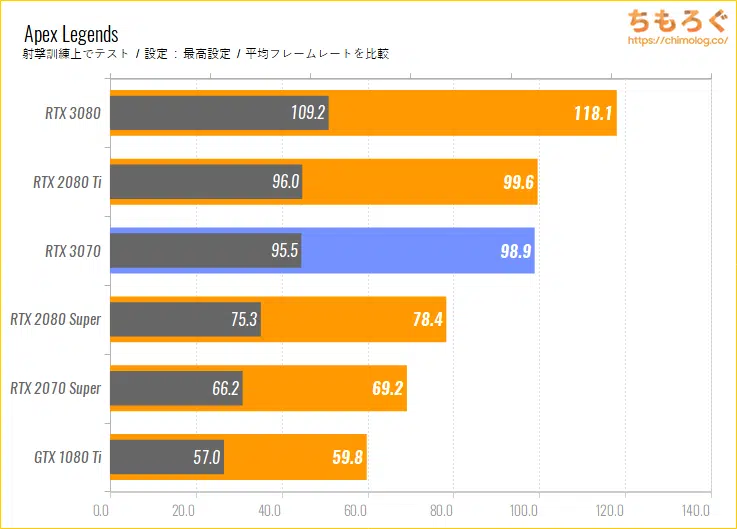 Apex Legends
ちもろぐ
射撃訓練上でテスト / 設定 : 最高設定 / 平均フレームレートを比較
https://chimolog.co/
RTX 3080 109.2 118.1
RTX 2080 Ti 96.0 99.6
RTX 3070 95.5 98.9
RTX 2080 Super 75.3 78.4
RTX 2070 Super 66.2 69.2
GTX 1080 Ti 57.0 59.8
0.0 20.0 40.0 60.0 80.0 100.0 120.0 140.0